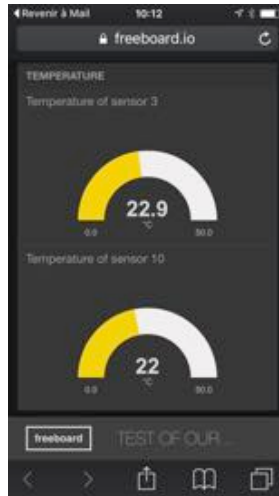 Revenir à Mail 10:12
freeboard.io
TEMPERATURE
Temperature of sensor 3
22.9
°C
0.0 50.0
Temperature of sensor 10
22
°C
0.0 50.0
freeboard TEST OF OUR ...